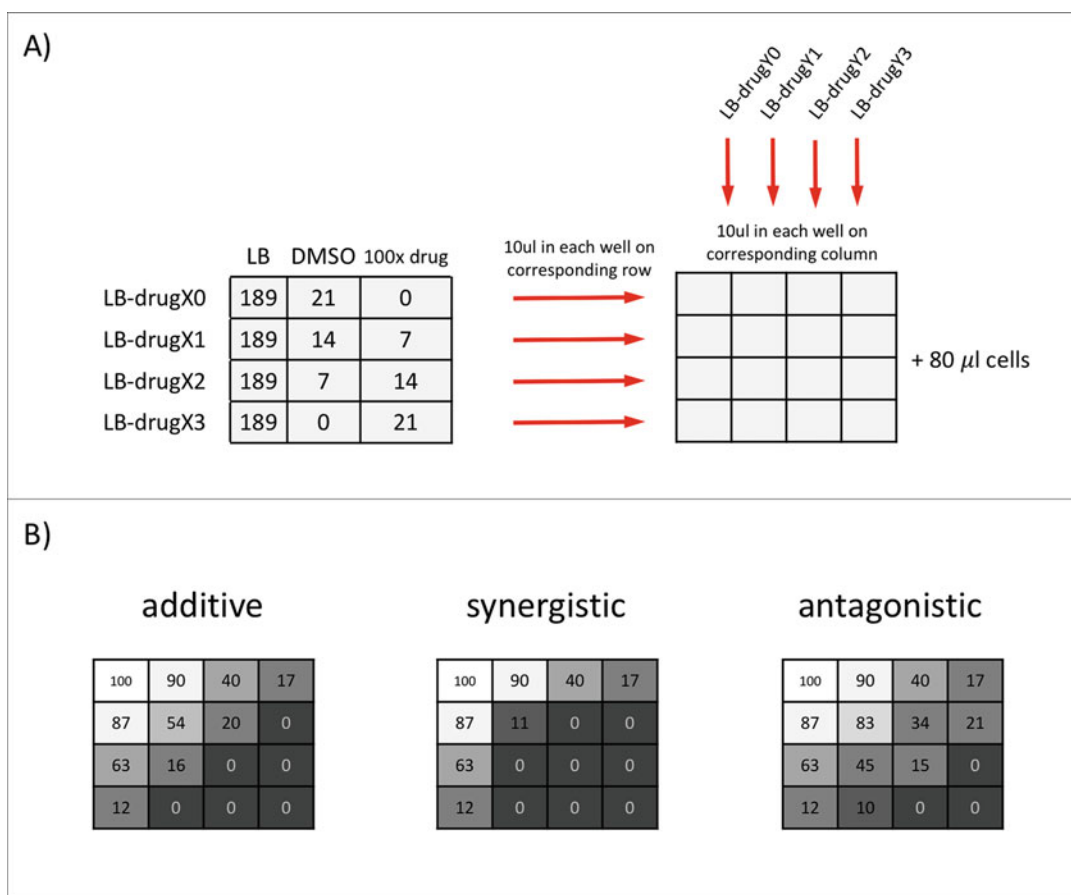 A)
LB-drugY0
LB-drugY1
LB-drugY2
LB-drugY3
10ul in each well on
corresponding row
10ul in each well on
corresponding column
LB DMSO 100x drug
LB-drugX0 189 21 0
LB-drugX1 189 14 7
LB-drugX2 189 7 14
LB-drugX3 189 0 21
+ 80 μl cells
B)
additive
100 90 40 17
87 54 20 0
63 16 0 0
12 0 0 0
synergistic
100 90 40 17
87 11 0 0
63 0 0 0
12 0 0 0
antagonistic
100 90 40 17
87 83 34 21
63 45 15 0
12 10 0 0